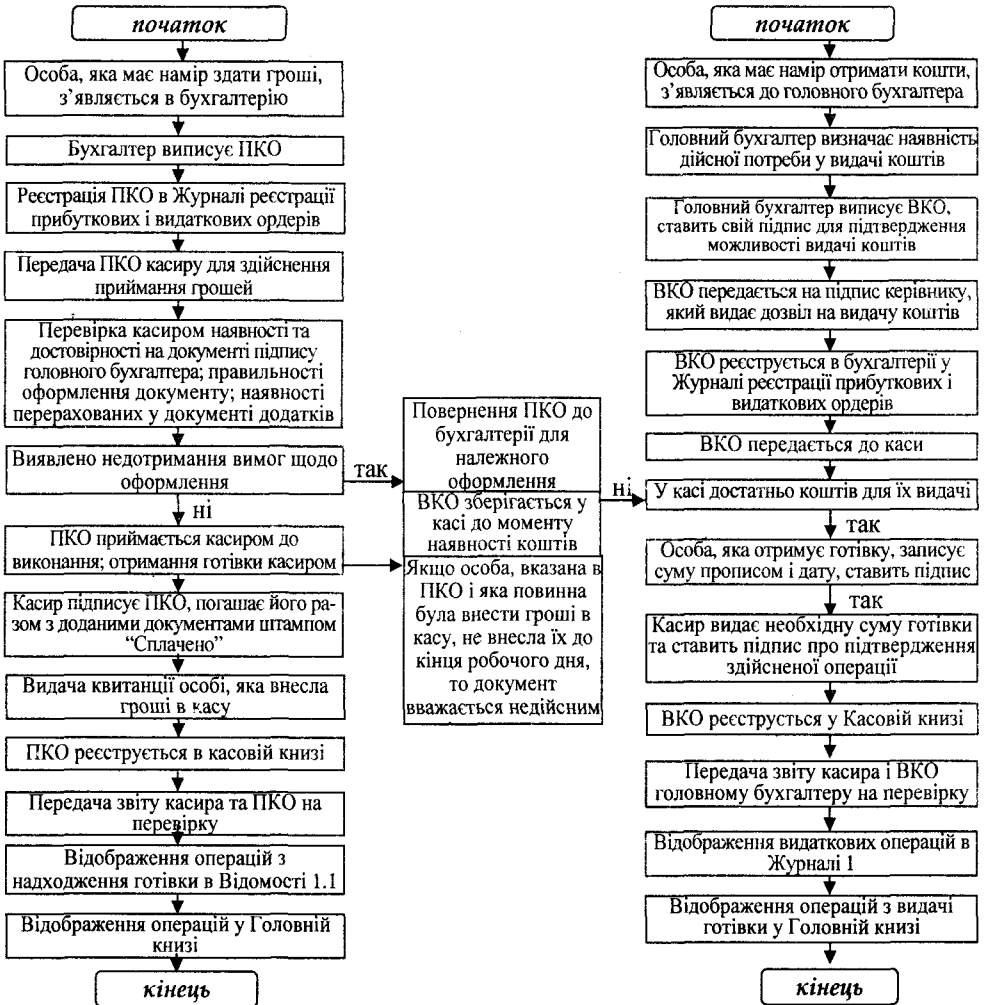 початок
Особа, яка має намір здати гроші,
з’являється в бухгалтерію
Бухгалтер виписує ПКО
Реєстрація ПКО в Журналі реєстрації
прибуткових і видаткових ордерів
Передача ПКО касиру для здійснення
приймання грошей
Перевірка касиром наявності та
достовірності на документі підпису
головного бухгалтера; правильності
оформлення документу; наявності
перерахованих у документі додатків
Виявлено недотримання вимог щодо
оформлення
так
ні
ПКО приймається касиром до
виконання; отримання готівки касиром
Касир підписує ПКО, погашає його ра-
зом з доданими документами штампом
“Сплачено”
Видача квитанції особі, яка внесла
гроші в касу
ПКО реєструється в касовій книзі
Передача звіту касира та ПКО на
перевірку
Відображення операцій з
надходження готівки в Відомості 1.1
Відображення операцій у Головній
книзі
кінець
Повернення ПКО до
бухгалтерії для
належного
оформлення
ВКО зберігається у
касі до моменту
наявності коштів
Якщо особа, вказана в
ПКО і яка повинна
була внести гроші в
касу, не внесла їх до
кінця робочого дня,
то документ
вважається недійсним
початок
Особа, яка має намір отримати кошти,
з’являється до головного бухгалтера
Головний бухгалтер визначає наявність
дійсної потреби у видачі коштів
Головний бухгалтер виписує ВКО,
ставить свій підпис для підтвердження
можливості видачі коштів
ВКО передається на підпис керівнику,
який видає дозвіл на видачу коштів
ВКО реєструється в бухгалтерії у
Журналі реєстрації прибуткових і
видаткових ордерів
ВКО передається до каси
ні
У касі достатньо коштів для їх видачі
так
Особа, яка отримує готівку, записує
суму прописом і дату, ставить підпис
так
Касир видає необхідну суму готівки
та ставить підпис про підтвердження
здійсненої операції
ВКО реєструється у Касовій книзі
Передача звіту касира і ВКО
головному бухгалтеру на перевірку
Відображення видаткових операцій в
Журналі 1
Відображення операцій з видачі
готівки у Головній книзі
кінець